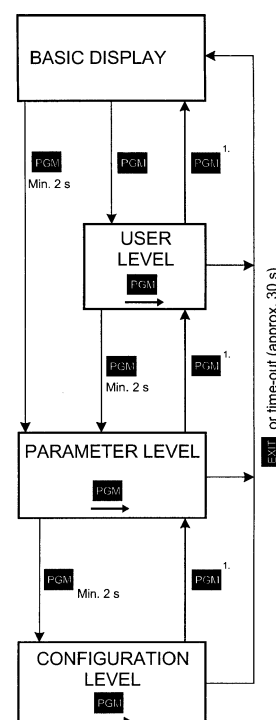 BASIC DISPLAY
PGM
PGM
PGM 1.
Min. 2 s
USER
LEVEL
PGM
PGM
PGM 1.
Min. 2 s
EXIT or time-out (approx. 30 s)
PARAMETER LEVEL
PGM
PGM
PGM 1.
Min. 2 s
CONFIGURATION
LEVEL
PGM